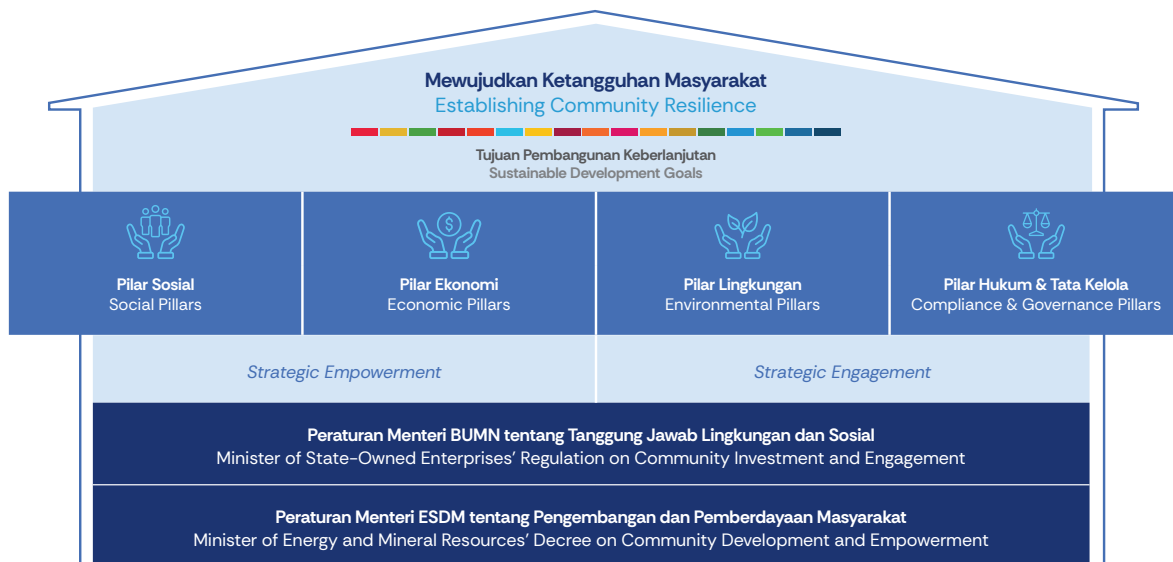 Mewujudkan Ketangguhan Masyarakat
Establishing Community Resilience
Tujuan Pembangunan Keberlanjutan
Sustainable Development Goals
$
Pilar Sosial
Social Pillars
Pilar Ekonomi
Economic Pillars
Pilar Lingkungan
Environmental Pillars
Pilar Hukum & Tata Kelola
Compliance & Governance Pillars
Strategic Empowerment
Strategic Engagement
Peraturan Menteri BUMN tentang Tanggung Jawab Lingkungan dan Sosial
Minister of State-Owned Enterprises' Regulation on Community Investment and Engagement
Peraturan Menteri ESDM tentang Pengembangan dan Pemberdayaan Masyarakat
Minister of Energy and Mineral Resources' Decree on Community Development and Empowerment